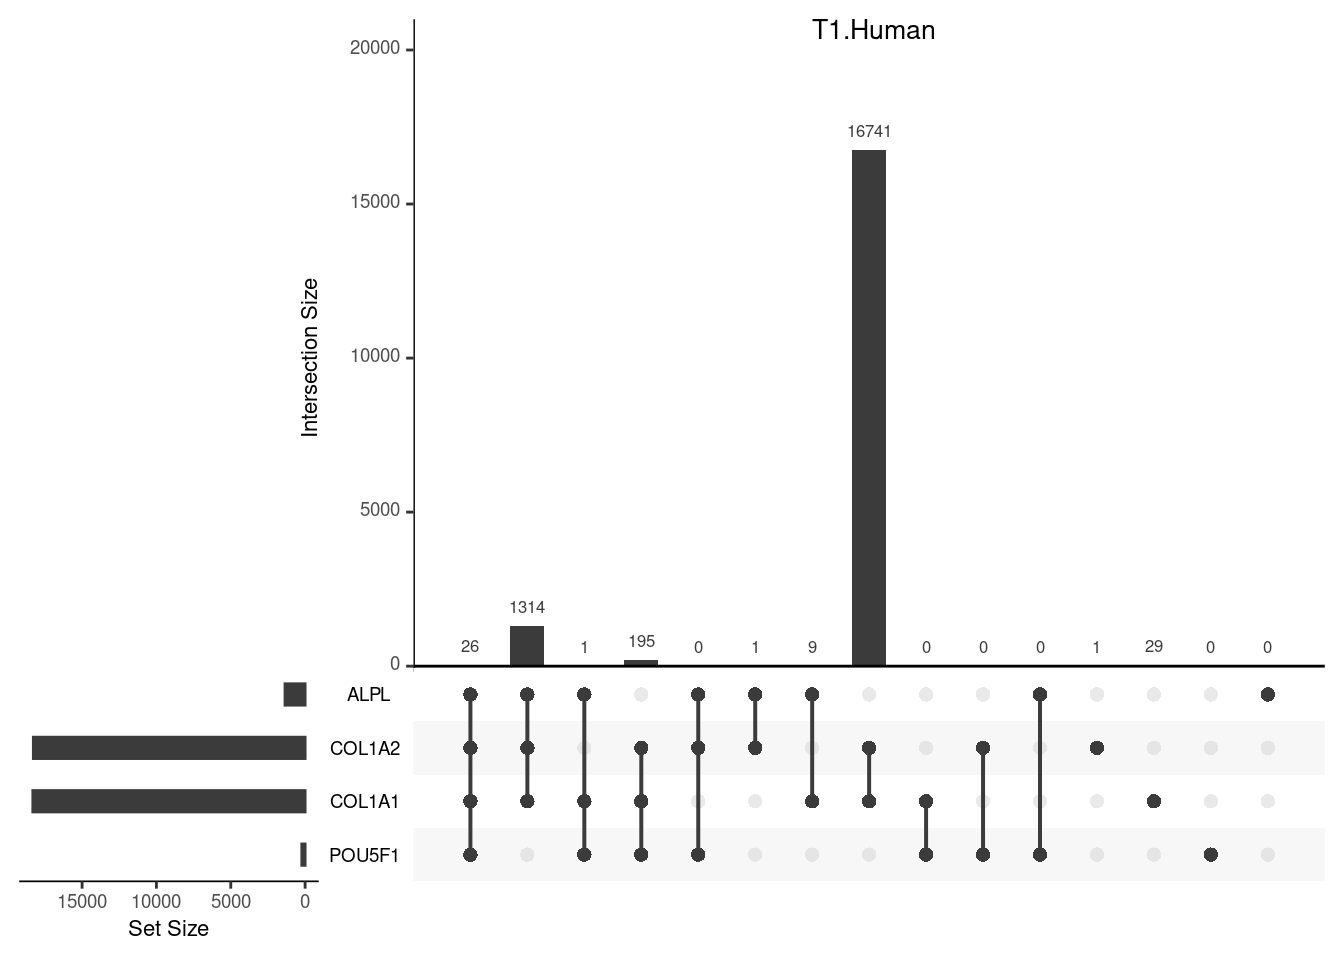 T1.Human
20000
15000
10000
5000
0
Intersection Size
26 1314 1 195 0 1 9 16741 0 0 0 1 29 0 0
ALPL
COL1A2
COL1A1
POU5F1
15000 10000 5000 0
Set Size